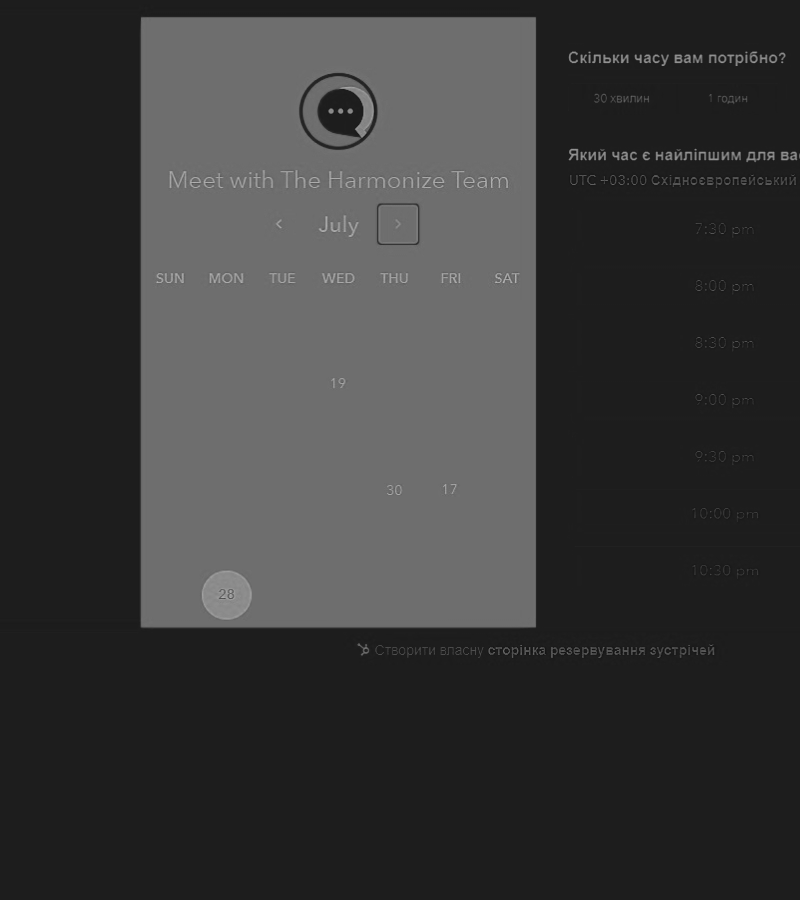 Meet with The Harmonize Team
July
SUN MON TUE WED THU FRI SAT
19
30 17
28
Скільки часу вам потрібно?
30 хвилин 1 годин
Який час є найліпшим для вас
UTC +03:00 Східноєвропейський
7:30 pm
8:00 pm
8:30 pm
9:00 pm
9:30 pm
10:00 pm
10:30 pm
Створити власну сторінка резервування зустрічей